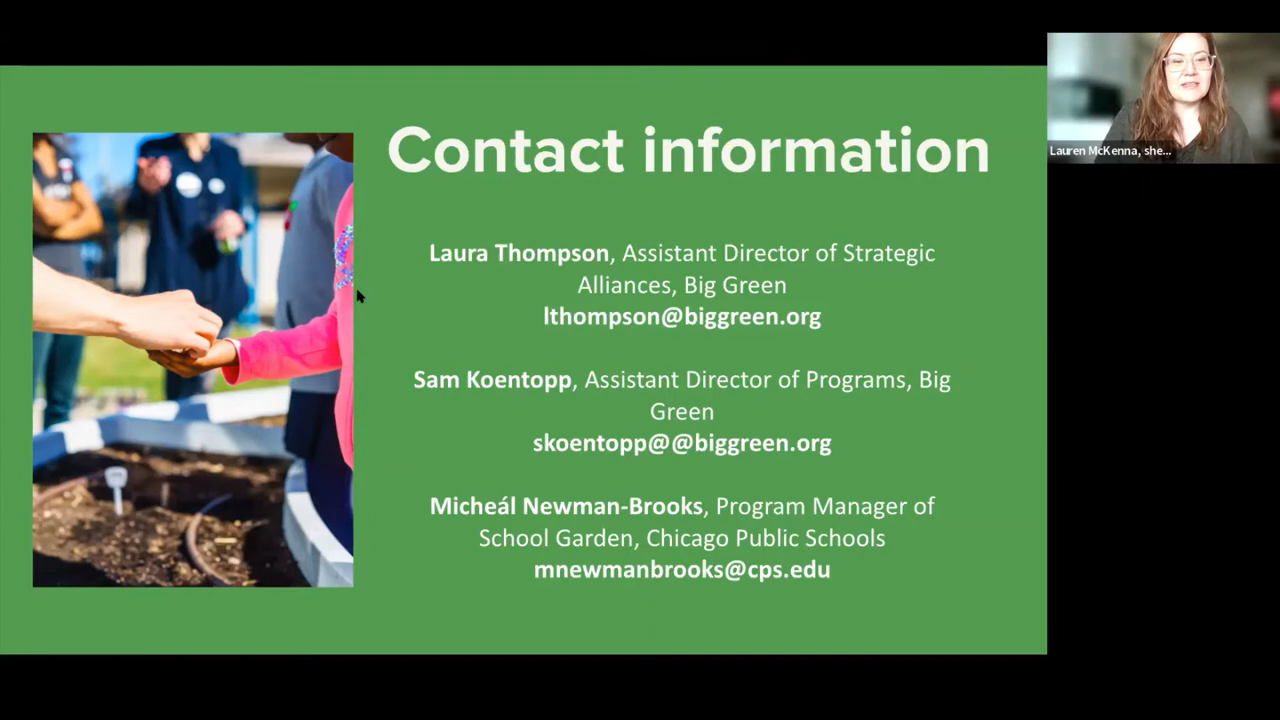 Contact information
Laura Thompson, Assistant Director of Strategic
Alliances, Big Green
lthompson@biggreen.org
Sam Koentopp, Assistant Director of Programs, Big
Green
skoentopp@@biggreen.org
Micheál Newman-Brooks, Program Manager of
School Garden, Chicago Public Schools
mnewmanbrooks@cps.edu
Lauren McKenna, she...